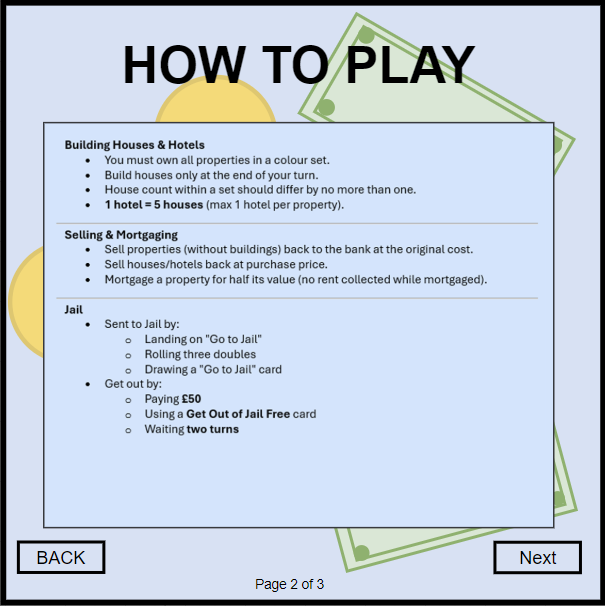 HOW TO PLAY
Building Houses & Hotels
• You must own all properties in a colour set.
• Build houses only at the end of your turn.
• House count within a set should differ by no more than one.
• 1 hotel = 5 houses (max 1 hotel per property).
Selling & Mortgaging
• Sell properties (without buildings) back to the bank at the original cost.
• Sell houses/hotels back at purchase price.
• Mortgage a property for half its value (no rent collected while mortgaged).
Jail
• Sent to Jail by:
o Landing on "Go to Jail"
o Rolling three doubles
o Drawing a "Go to Jail" card
• Get out by:
o Paying £50
o Using a Get Out of Jail Free card
o Waiting two turns
BACK
Next
Page 2 of 3